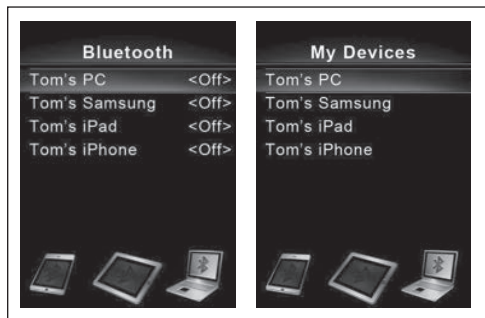 Bluetooth
Tom's PC <Off>
Tom's Samsung <Off>
Tom's iPad <Off>
Tom's iPhone <Off>
My Devices
Tom's PC
Tom's Samsung
Tom's iPad
Tom's iPhone